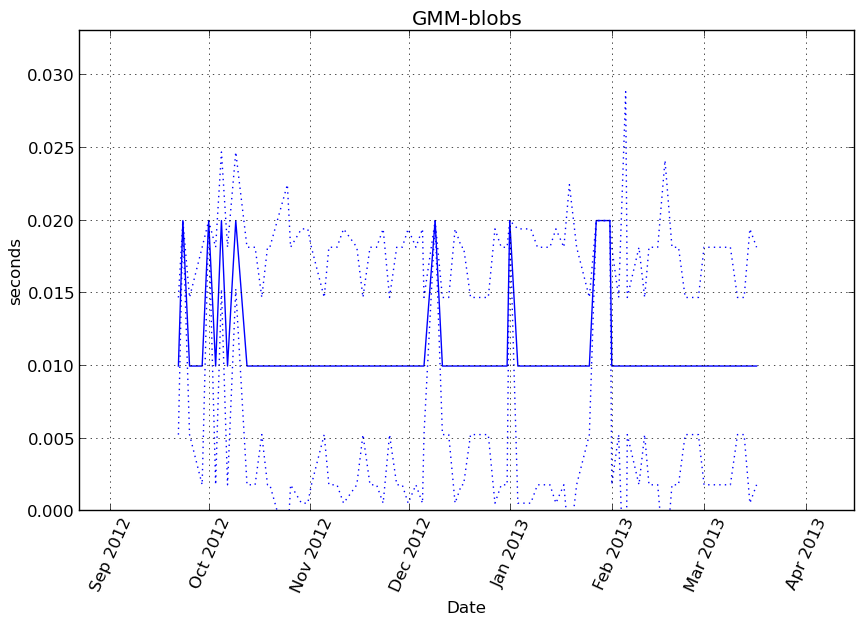 GMM-blobs
0.030
0.025
0.020
0.015
0.010
0.005
0.000
seconds
Sep 2012
Oct 2012
Nov 2012
Dec 2012
Jan 2013
Feb 2013
Mar 2013
Apr 2013
Date